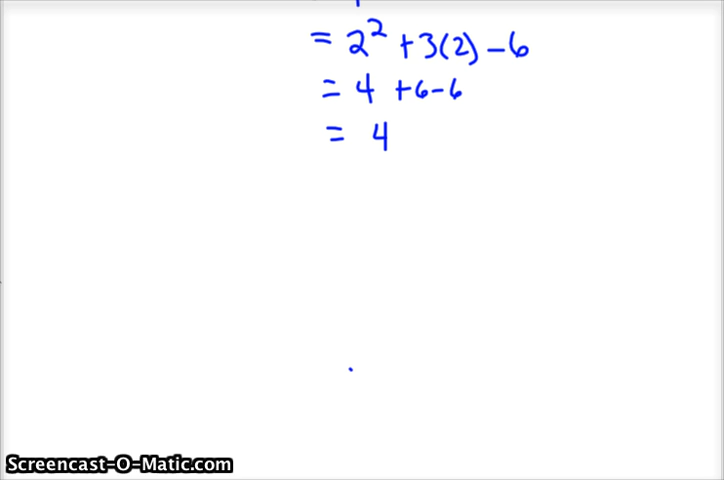 = 2² + 3(2) - 6
= 4 + 6 - 6
= 4
Screencast-O-Matic.com